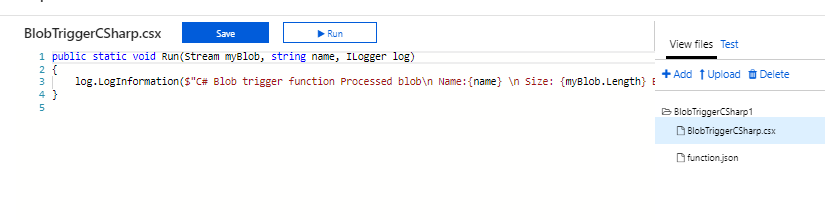 BlobTriggerCSharp.csx
Save
Run
1 public static void Run(Stream myBlob, string name, ILogger log)
2 {
3 log.LogInformation($"C# Blob trigger function Processed blob\n Name:{name} \n Size: {myBlob.Length}
4 }
5
View files Test
Add Upload Delete
BlobTriggerCSharp1
BlobTriggerCSharp.csx
function.json